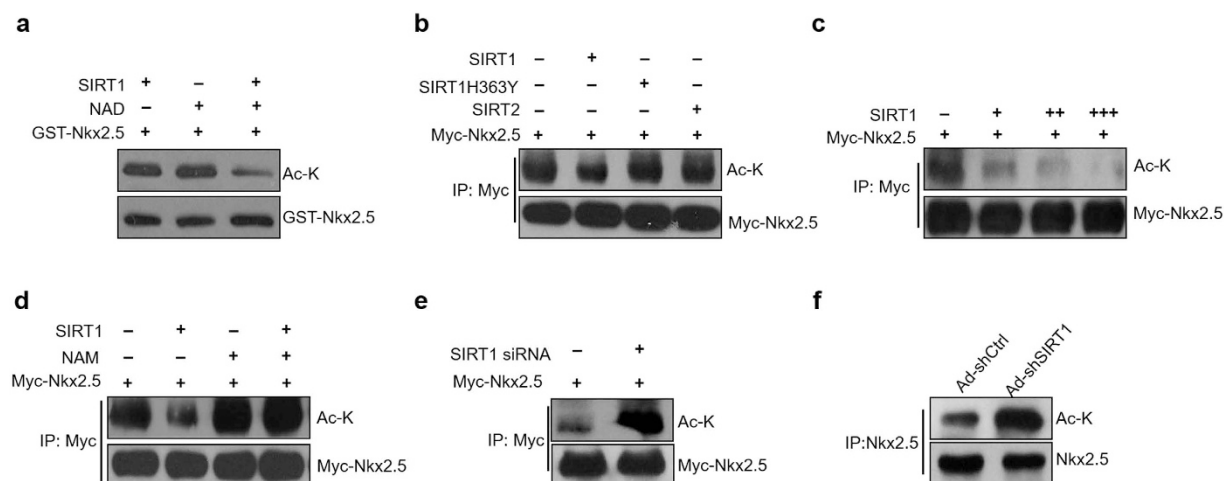 a
SIRT1 + – +
NAD – + +
GST-Nkx2.5 + + +
Ac-K
GST-Nkx2.5
b
SIRT1 – + – –
SIRT1H363Y – – + –
SIRT2 – – – +
Myc-Nkx2.5 + + + +
IP: Myc
Ac-K
Myc-Nkx2.5
c
SIRT1 – + ++ +++
Myc-Nkx2.5 + + + +
IP: Myc
Ac-K
Myc-Nkx2.5
d
SIRT1 – + – +
NAM – – + +
Myc-Nkx2.5 + + + +
IP: Myc
Ac-K
Myc-Nkx2.5
e
SIRT1 siRNA – +
Myc-Nkx2.5 + +
IP: Myc
Ac-K
Myc-Nkx2.5
f
Ad-shCtrl
Ad-shSIRT1
IP:Nkx2.5
Ac-K
Nkx2.5